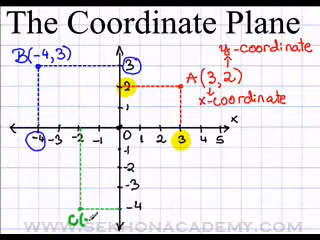 The Coordinate Plane
y-coordinate
B(-4,3)
3
A(3,2)
2
x-coordinate
1
x
-4 -3 -2 0 1 2 3 4 5
-1
-2
-3
-4
C(-
WWW.SEKHONACADEMY.COM